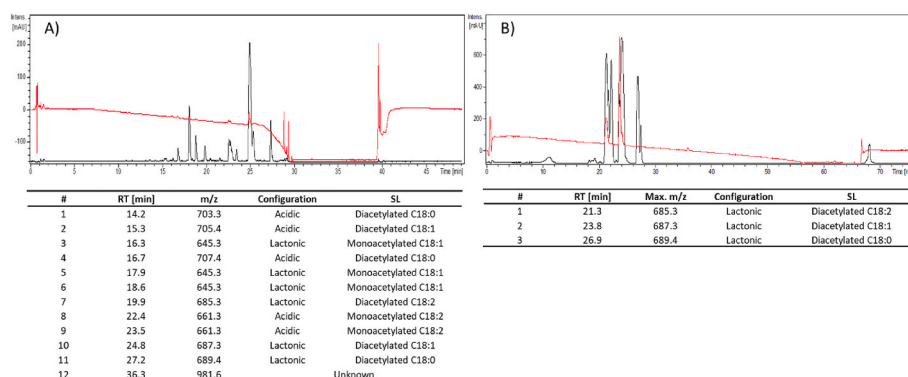 Intens.
[mAU]
A)
200
100
0
-100
5
10
15
20
25
30
35
40
45
Time [min]
# RT [min] m/z Configuration SL
1 14.2 703.3 Acidic Diacetylated C18:0
2 15.3 705.4 Acidic Diacetylated C18:1
3 16.3 645.3 Lactonic Monoacetylated C18:1
4 16.7 707.4 Acidic Diacetylated C18:0
5 17.9 645.3 Lactonic Monoacetylated C18:1
6 18.6 645.3 Lactonic Monoacetylated C18:1
7 19.9 685.3 Lactonic Diacetylated C18:2
8 22.4 661.3 Acidic Monoacetylated C18:2
9 23.5 661.3 Acidic Monoacetylated C18:2
10 24.8 687.3 Lactonic Diacetylated C18:1
11 27.2 689.4 Lactonic Diacetylated C18:0
12 36.3 981.6 Unknown
Intens.
[mAU]
B)
600
400
200
0
0
10
20
30
40
50
60
70
Time [min]
# RT [min] Max. m/z Configuration SL
1 21.3 685.3 Lactonic Diacetylated C18:2
2 23.8 687.3 Lactonic Diacetylated C18:1
3 26.9 689.4 Lactonic Diacetylated C18:0